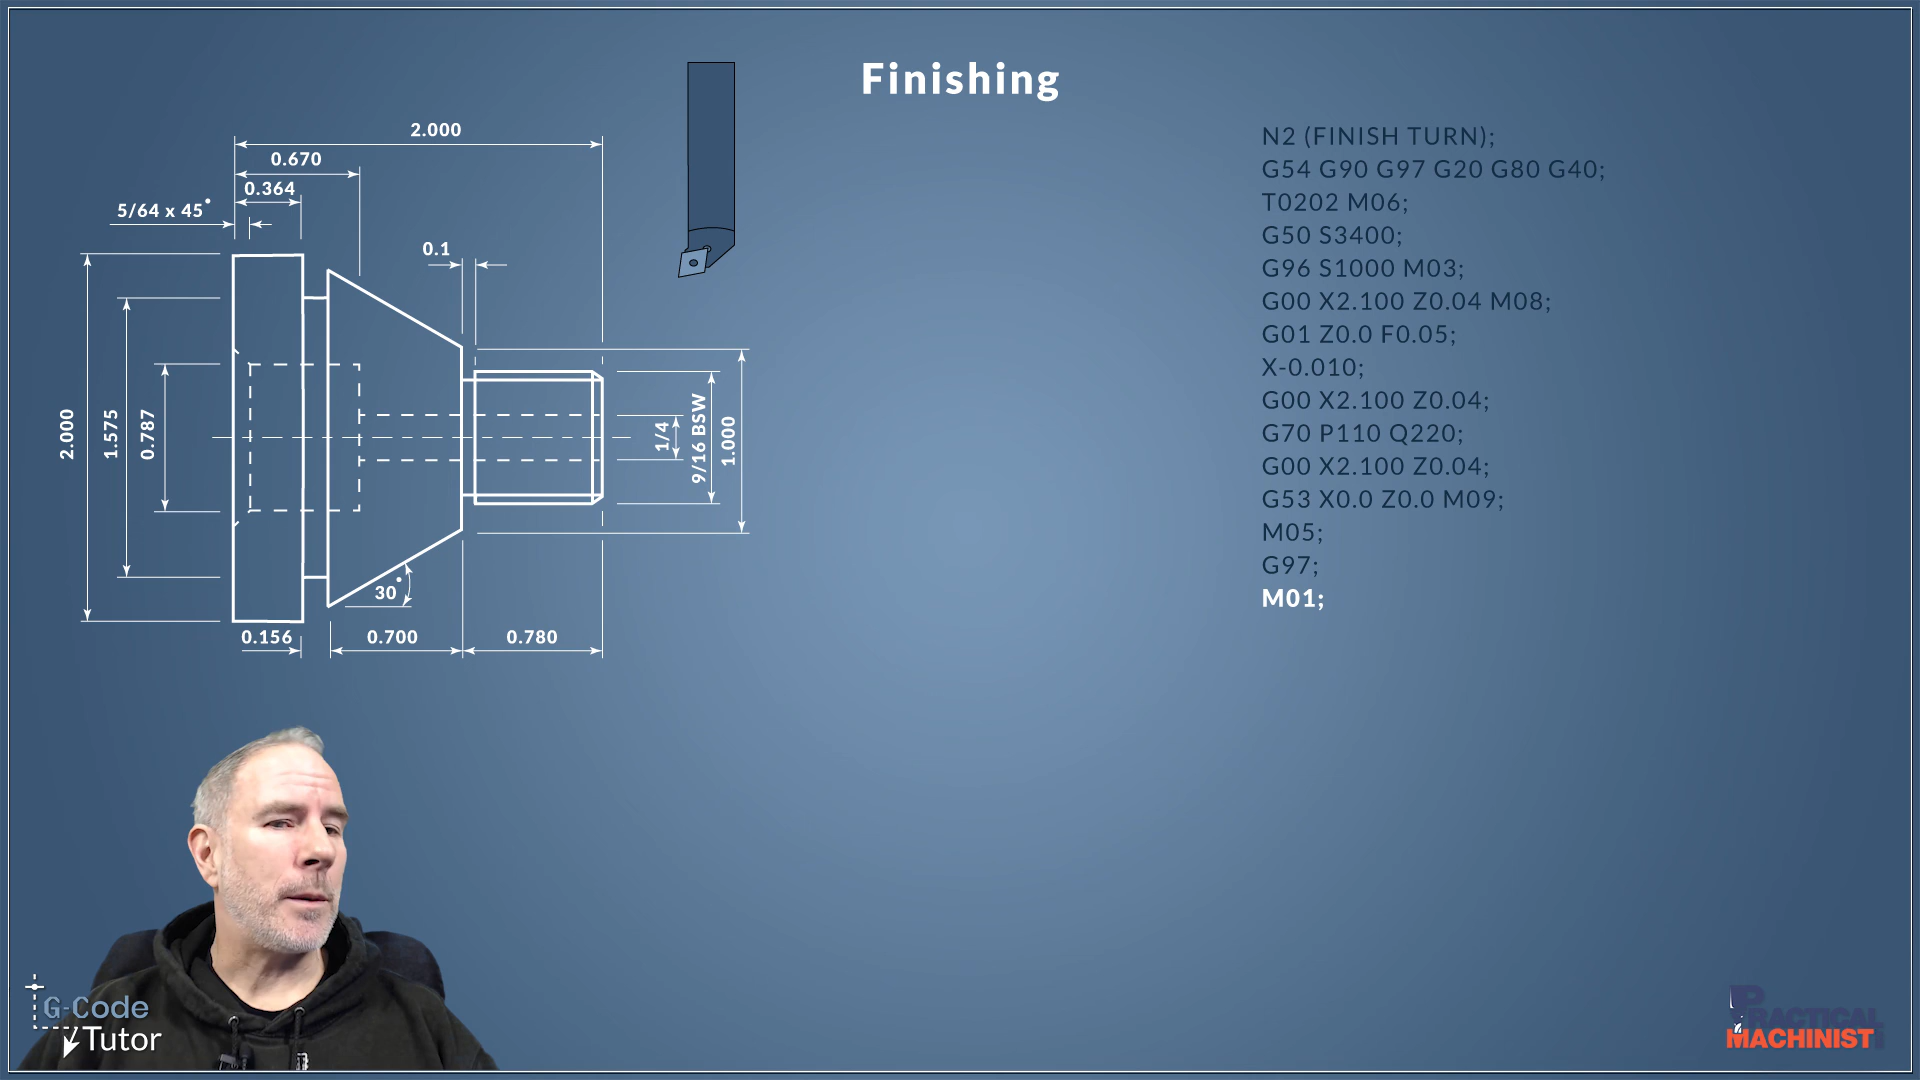 Finishing
2.000
0.670
0.364
5/64 x 45°
0.1
2.000
1.575
0.787
1/4
9/16 BSW
1.000
30°
0.156
0.700
0.780
N2 (FINISH TURN);
G54 G90 G97 G20 G80 G40;
T0202 M06;
G50 S3400;
G96 S1000 M03;
G00 X2.100 Z0.04 M08;
G01 Z0.0 F0.05;
X-0.010;
G00 X2.100 Z0.04;
G70 P110 Q220;
G00 X2.100 Z0.04;
G53 X0.0 Z0.0 M09;
M05;
G97;
M01;
G-Code
Tutor
PRACTICAL
MACHINIST